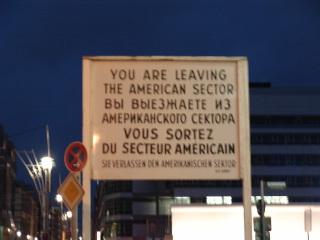 YOU ARE LEAVING
THE AMERICAN SECTOR
ВЫ ВЫЕЗЖАЕТЕ ИЗ
АМЕРИКАНСКОГО СЕКТОРА
VOUS SORTEZ
DU SECTEUR AMERICAIN
SIE VERLASSEN DEN AMERIKANISCHEN SEKTOR